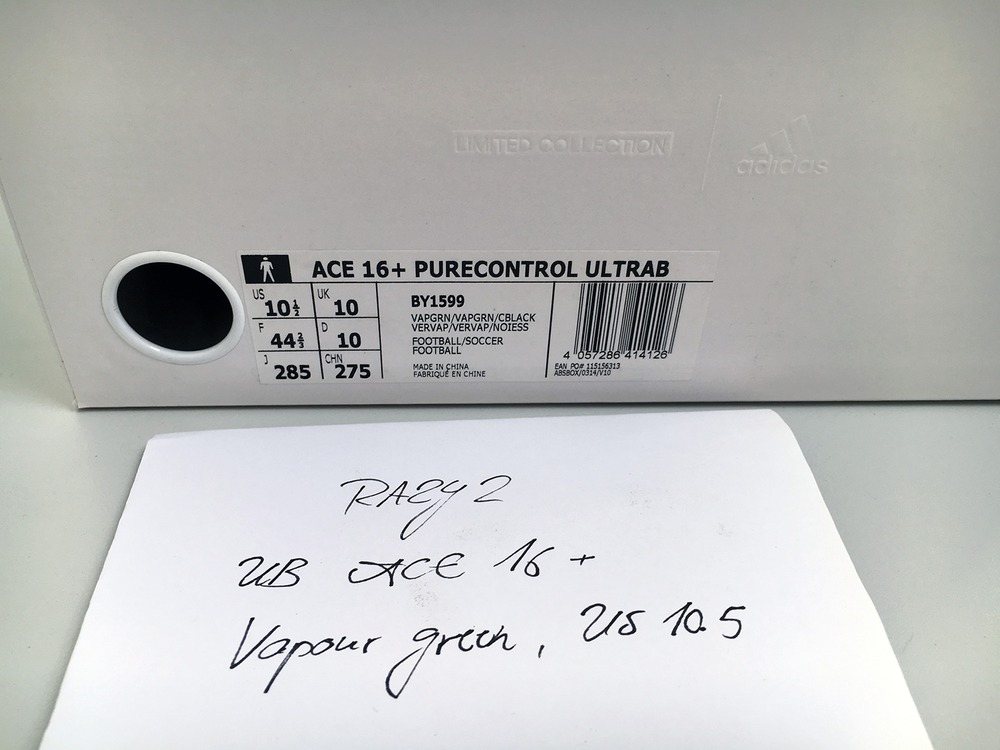 LIMITED COLLECTION
adidas
ACE 16+ PURECONTROL ULTRAB
US 10½ UK 10
F 44⅔ D 10
J 285 CHN 275
BY1599
VAPGRN/VAPGRN/CBLACK
VERVAP/VERVAP/NOIESS
FOOTBALL/SOCCER
FOOTBALL
MADE IN CHINA
FABRIQUÉ EN CHINE
4 057286 414126
EAN PO# 115156313
ABSBOX/0314/V10
RAZY2
UB ACE 16+
Vapour green, US 10.5